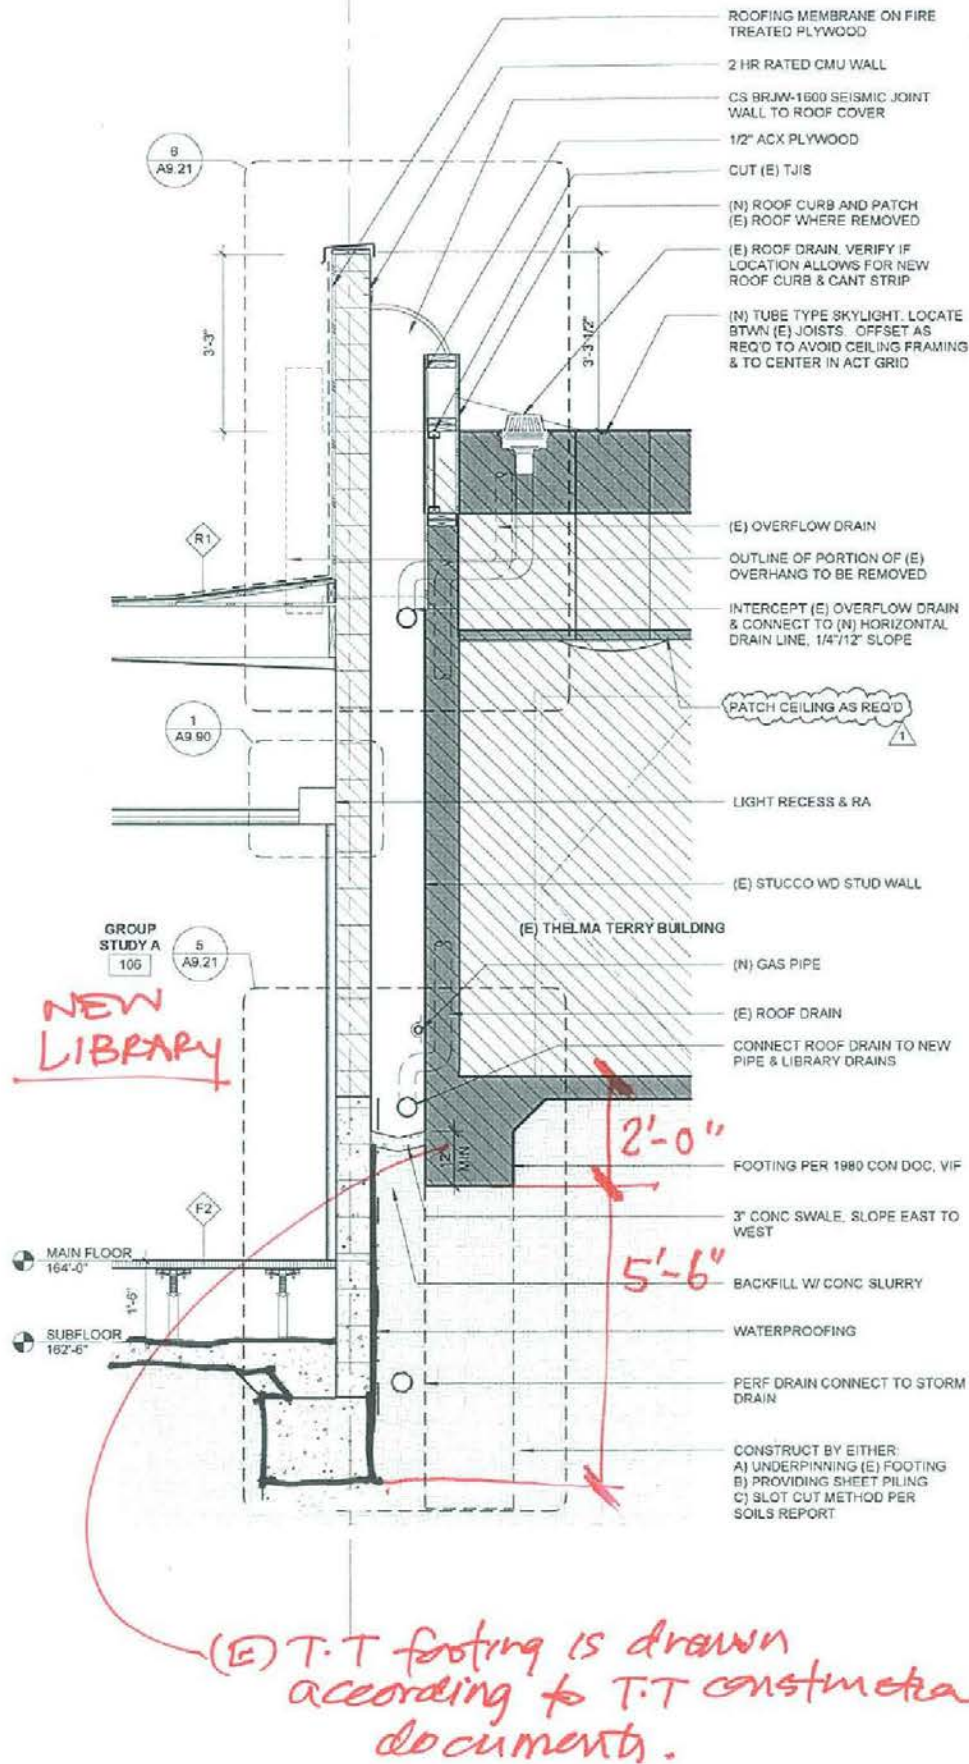 ROOFING MEMBRANE ON FIRE
TREATED PLYWOOD
2 HR RATED CMU WALL
CS BRJW-1600 SEISMIC JOINT
WALL TO ROOF COVER
1/2" ACX PLYWOOD
6
A9.21
CUT (E) TJIS
(N) ROOF CURB AND PATCH
(E) ROOF WHERE REMOVED
(E) ROOF DRAIN. VERIFY IF
LOCATION ALLOWS FOR NEW
ROOF CURB & CANT STRIP
(N) TUBE TYPE SKYLIGHT. LOCATE
BTWN (E) JOISTS. OFFSET AS
REQ'D TO AVOID CEILING FRAMING
& TO CENTER IN ACT GRID
3'-3"
3'-3 1/2"
(E) OVERFLOW DRAIN
R1
OUTLINE OF PORTION OF (E)
OVERHANG TO BE REMOVED
INTERCEPT (E) OVERFLOW DRAIN
& CONNECT TO (N) HORIZONTAL
DRAIN LINE, 1/4"/12" SLOPE
PATCH CEILING AS REQ'D
1
1
A9.90
LIGHT RECESS & RA
(E) STUCCO WD STUD WALL
GROUP
STUDY A
106
5
A9.21
(E) THELMA TERRY BUILDING
(N) GAS PIPE
NEW
LIBRARY
(E) ROOF DRAIN
CONNECT ROOF DRAIN TO NEW
PIPE & LIBRARY DRAINS
2'-0"
12"
MIN
FOOTING PER 1980 CON DOC, VIF
F2
3" CONC SWALE, SLOPE EAST TO
WEST
MAIN FLOOR
164'-0"
5'-6"
BACKFILL W/ CONC SLURRY
1'-6"
WATERPROOFING
SUBFLOOR
162'-6"
PERF DRAIN CONNECT TO STORM
DRAIN
CONSTRUCT BY EITHER:
A) UNDERPINNING (E) FOOTING
B) PROVIDING SHEET PILING
C) SLOT CUT METHOD PER
SOILS REPORT
(E) T.T footing is drawn
according to T.T
documents.